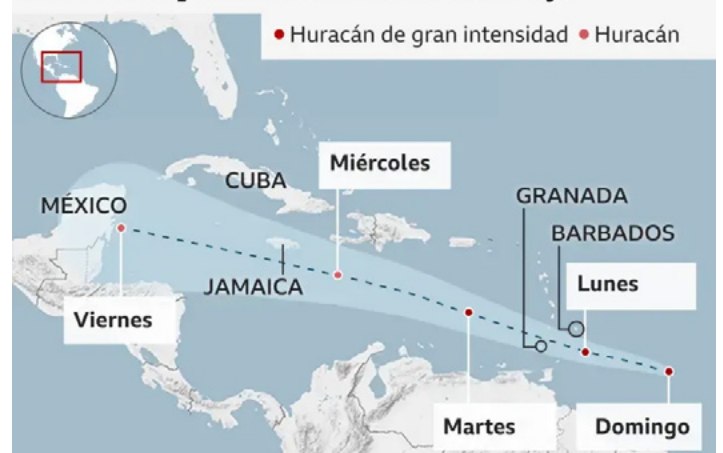 Huracán de gran intensidad
Huracán
Miércoles
CUBA
MÉXICO
GRANADA
BARBADOS
JAMAICA
Lunes
Viernes
Martes
Domingo